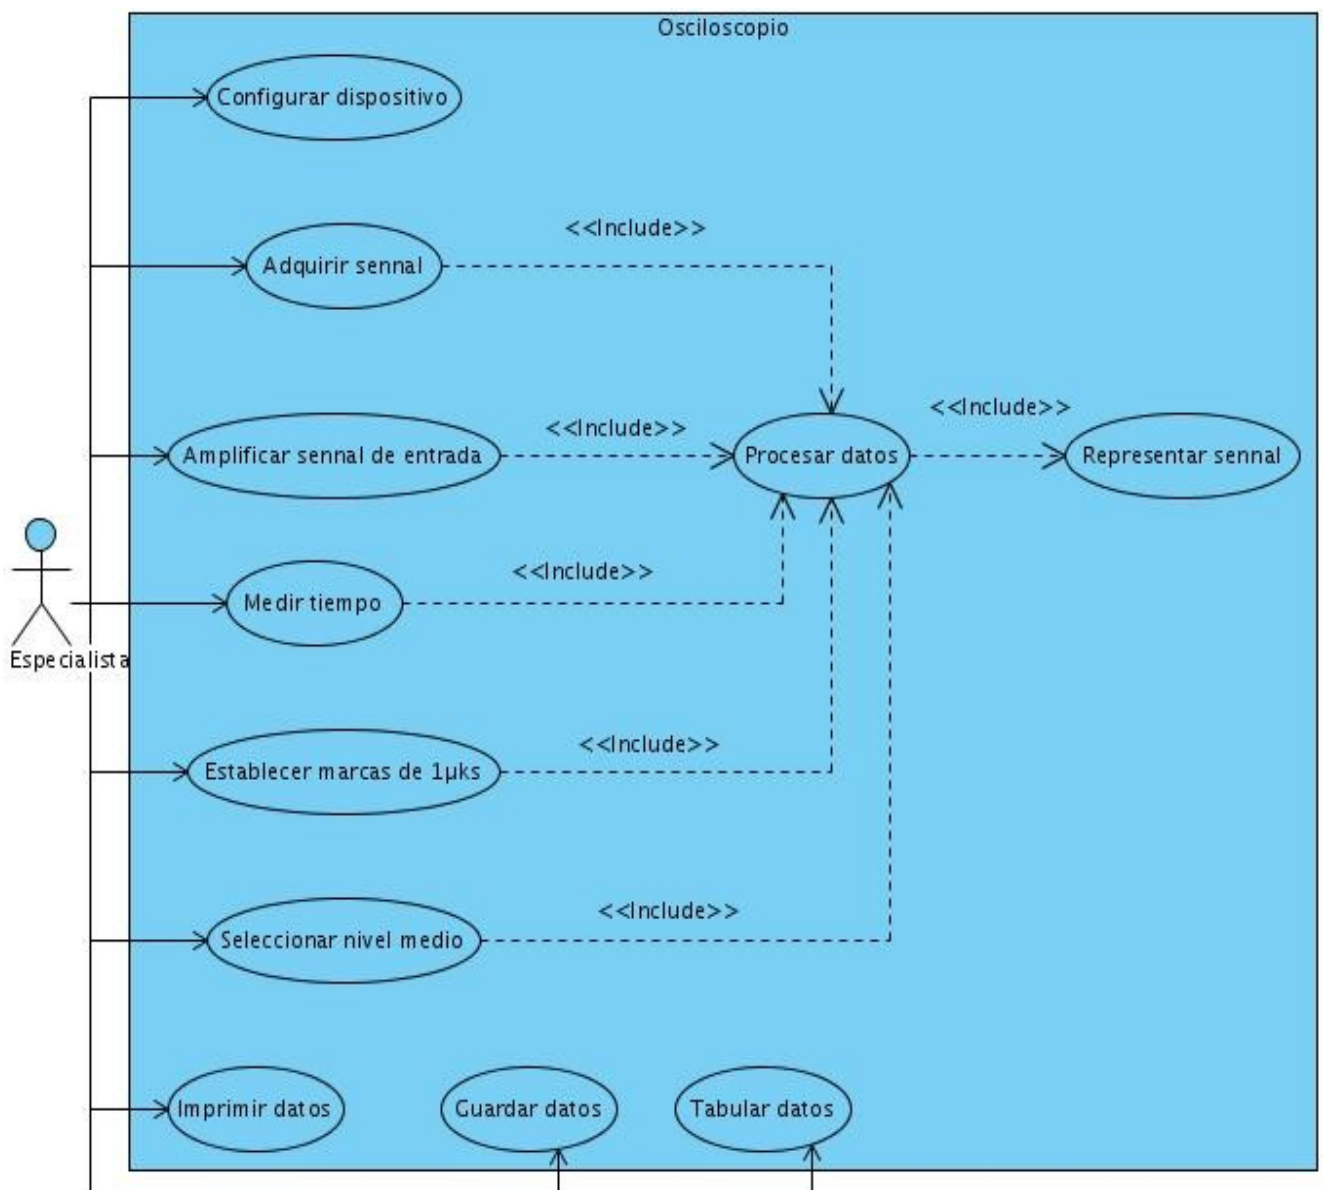 Osciloscopio
Configurar dispositivo
<<Include>>
Adquirir sennal
<<Include>>
<<Include>>
Amplificar sennal de entrada
Procesar datos
Representar sennal
<<Include>>
Medir tiempo
Especialista
<<Include>>
Establecer marcas de 1µks
<<Include>>
Seleccionar nivel medio
Imprimir datos
Guardar datos
Tabular datos